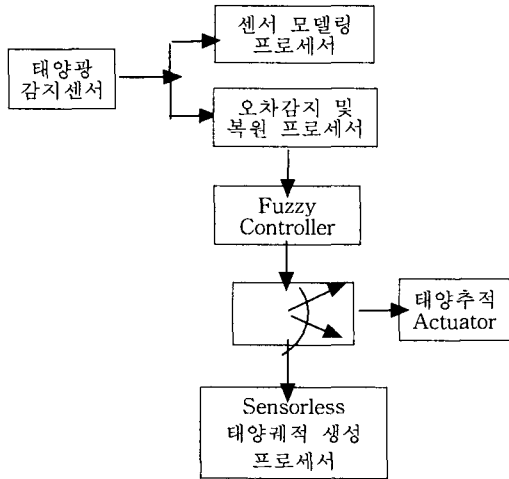 센서 모델링
프로세서
태양광
감지센서
오차감지 및
복원 프로세서
Fuzzy
Controller
태양추적
Actuator
Sensorless
태양궤적 생성
프로세서